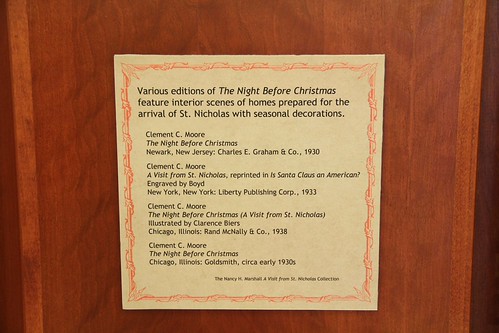 Various editions of The Night Before Christmas
feature interior scenes of homes prepared for the
arrival of St. Nicholas with seasonal decorations.
Clement C. Moore
The Night Before Christmas
Newark, New Jersey: Charles E. Graham & Co., 1930
Clement C. Moore
A Visit from St. Nicholas, reprinted in Is Santa Claus an American?
Engraved by Boyd
New York, New York: Liberty Publishing Corp., 1933
Clement C. Moore
The Night Before Christmas (A Visit from St. Nicholas)
Illustrated by Clarence Biers
Chicago, Illinois: Rand McNally & Co., 1938
Clement C. Moore
The Night Before Christmas
Chicago, Illinois: Goldsmith, circa early 1930s
The Nancy H. Marshall A Visit from St. Nicholas Collection